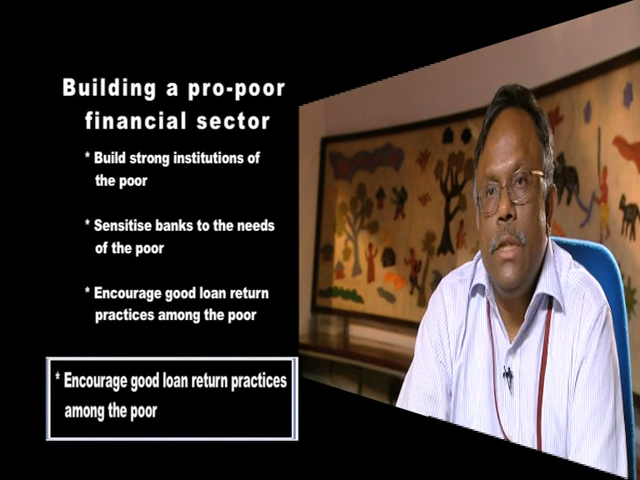 Building a pro-poor
financial sector
* Build strong institutions of
the poor
* Sensitise banks to the needs
of the poor
* Encourage good loan return
practices among the poor
* Encourage good loan return practices
among the poor